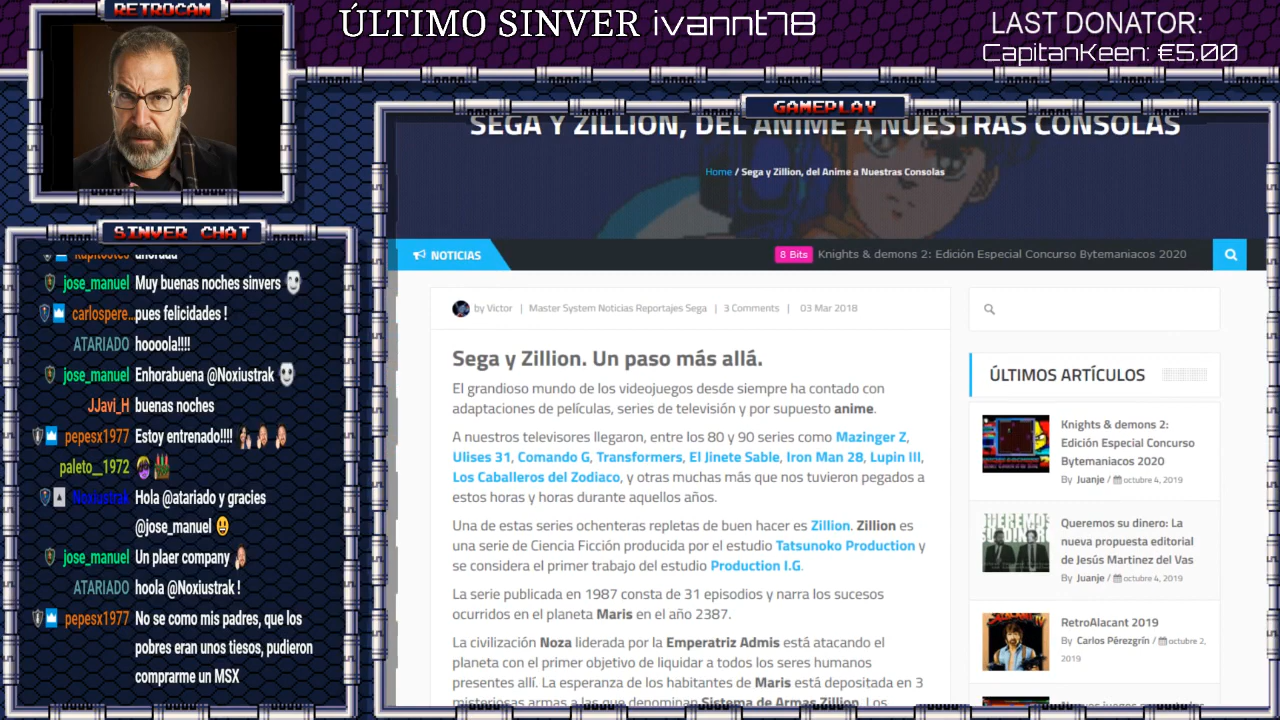 RETROCAM
ÚLTIMO SINVER ivannt78
LAST DONATOR:
CapitanKeen: €5.00
GAMEPLAY
SEGA Y ZILLION, DEL ANIME A NUESTRAS CONSOLAS
Home / Sega y Zillion, del Anime a Nuestras Consolas
NOTICIAS
8 Bits Knights & demons 2: Edición Especial Concurso Bytemaniacos 2020
SINVER CHAT
jose_manuel Muy buenas noches sinvers
carlospere... pues felicidades !
ATARIADO hoooola!!!!
jose_manuel Enhorabuena @Noxiustrak
JJavi_H buenas noches
pepesx1977 Estoy entrenado!!!!
paleto__1972
Noxiustrak Hola @atariado y gracies
@jose_manuel
jose_manuel Un plaer company
ATARIADO hoola @Noxiustrak !
pepesx1977 No se como mis padres, que los
pobres eran unos tiesos, pudieron
comprarme un MSX
by Victor | Master System Noticias Reportajes Sega | 3 Comments | 03 Mar 2018
Sega y Zillion. Un paso más allá.
El grandioso mundo de los videojuegos desde siempre ha contado con
adaptaciones de películas, series de televisión y por supuesto anime.
A nuestros televisores llegaron, entre los 80 y 90 series como Mazinger Z,
Ulises 31, Comando G, Transformers, El Jinete Sable, Iron Man 28, Lupin III,
Los Caballeros del Zodiaco, y otras muchas más que nos tuvieron pegados a
estos horas y horas durante aquellos años.
Una de estas series ochenteras repletas de buen hacer es Zillion. Zillion es
una serie de Ciencia Ficción producida por el estudio Tatsunoko Production y
se considera el primer trabajo del estudio Production I.G.
La serie publicada en 1987 consta de 31 episodios y narra los sucesos
ocurridos en el planeta Maris en el año 2387.
La civilización Noza liderada por la Emperatriz Admis está atacando el
planeta con el primer objetivo de liquidar a todos los seres humanos
presentes allí. La esperanza de los habitantes de Maris está depositada en 3
misteriosas armas a las que denominan Sistema de Armas Zillion. Los
ÚLTIMOS ARTÍCULOS
Knights & demons 2:
Edición Especial Concurso
Bytemaniacos 2020
By Juanje / octubre 4, 2019
Queremos su dinero: La
nueva propuesta editorial
de Jesús Martinez del Vas
By Juanje / octubre 4, 2019
RetroAlacant 2019
By Carlos Pérezgrín / octubre 2,
2019